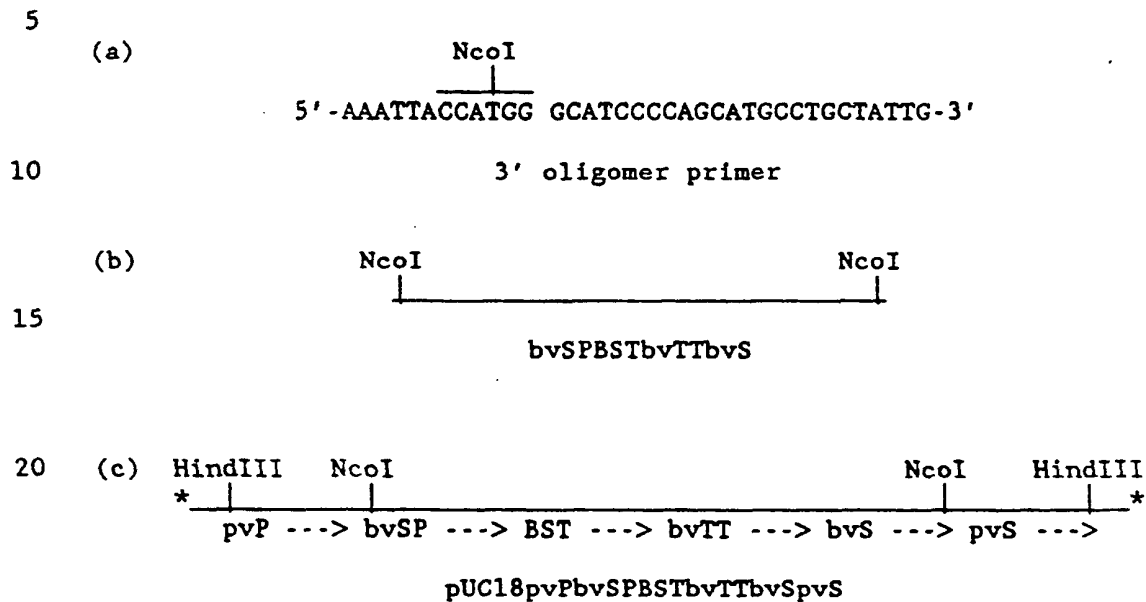 5
(a) NcoI
5'-AAATTACCATGG GCATCCCCAGCATGCCTGCTATTG-3'
10 3' oligomer primer
(b) NcoI NcoI
15
bvSPBSTbvTTbvS
20 (c) HindIII NcoI NcoI HindIII
* *
pvP ---> bvSP ---> BST ---> bvTT ---> bvS ---> pvS --->
pUC18pvPbvSPBSTbvTTbvSpvS